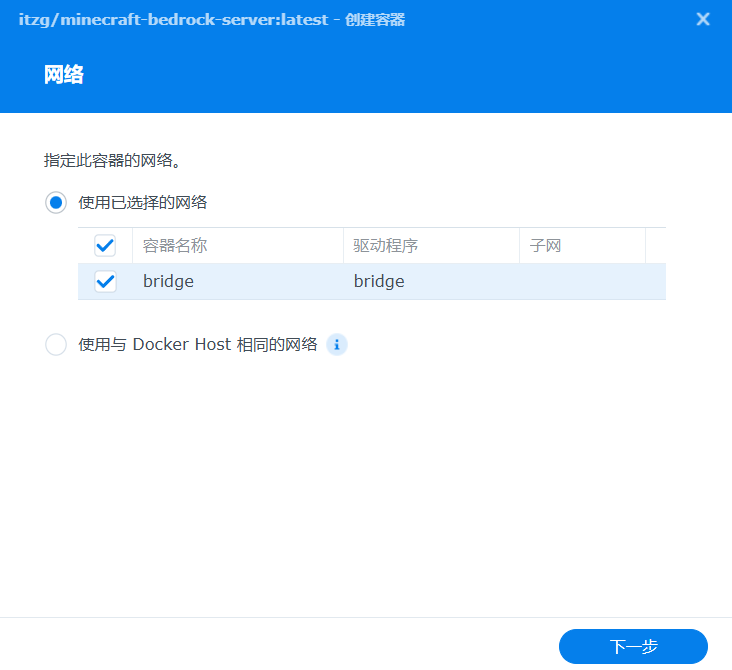 itzg/minecraft-bedrock-server:latest - 创建容器
网络
指定此容器的网络。
使用已选择的网络
容器名称 驱动程序 子网
bridge bridge
使用与 Docker Host 相同的网络
下一步